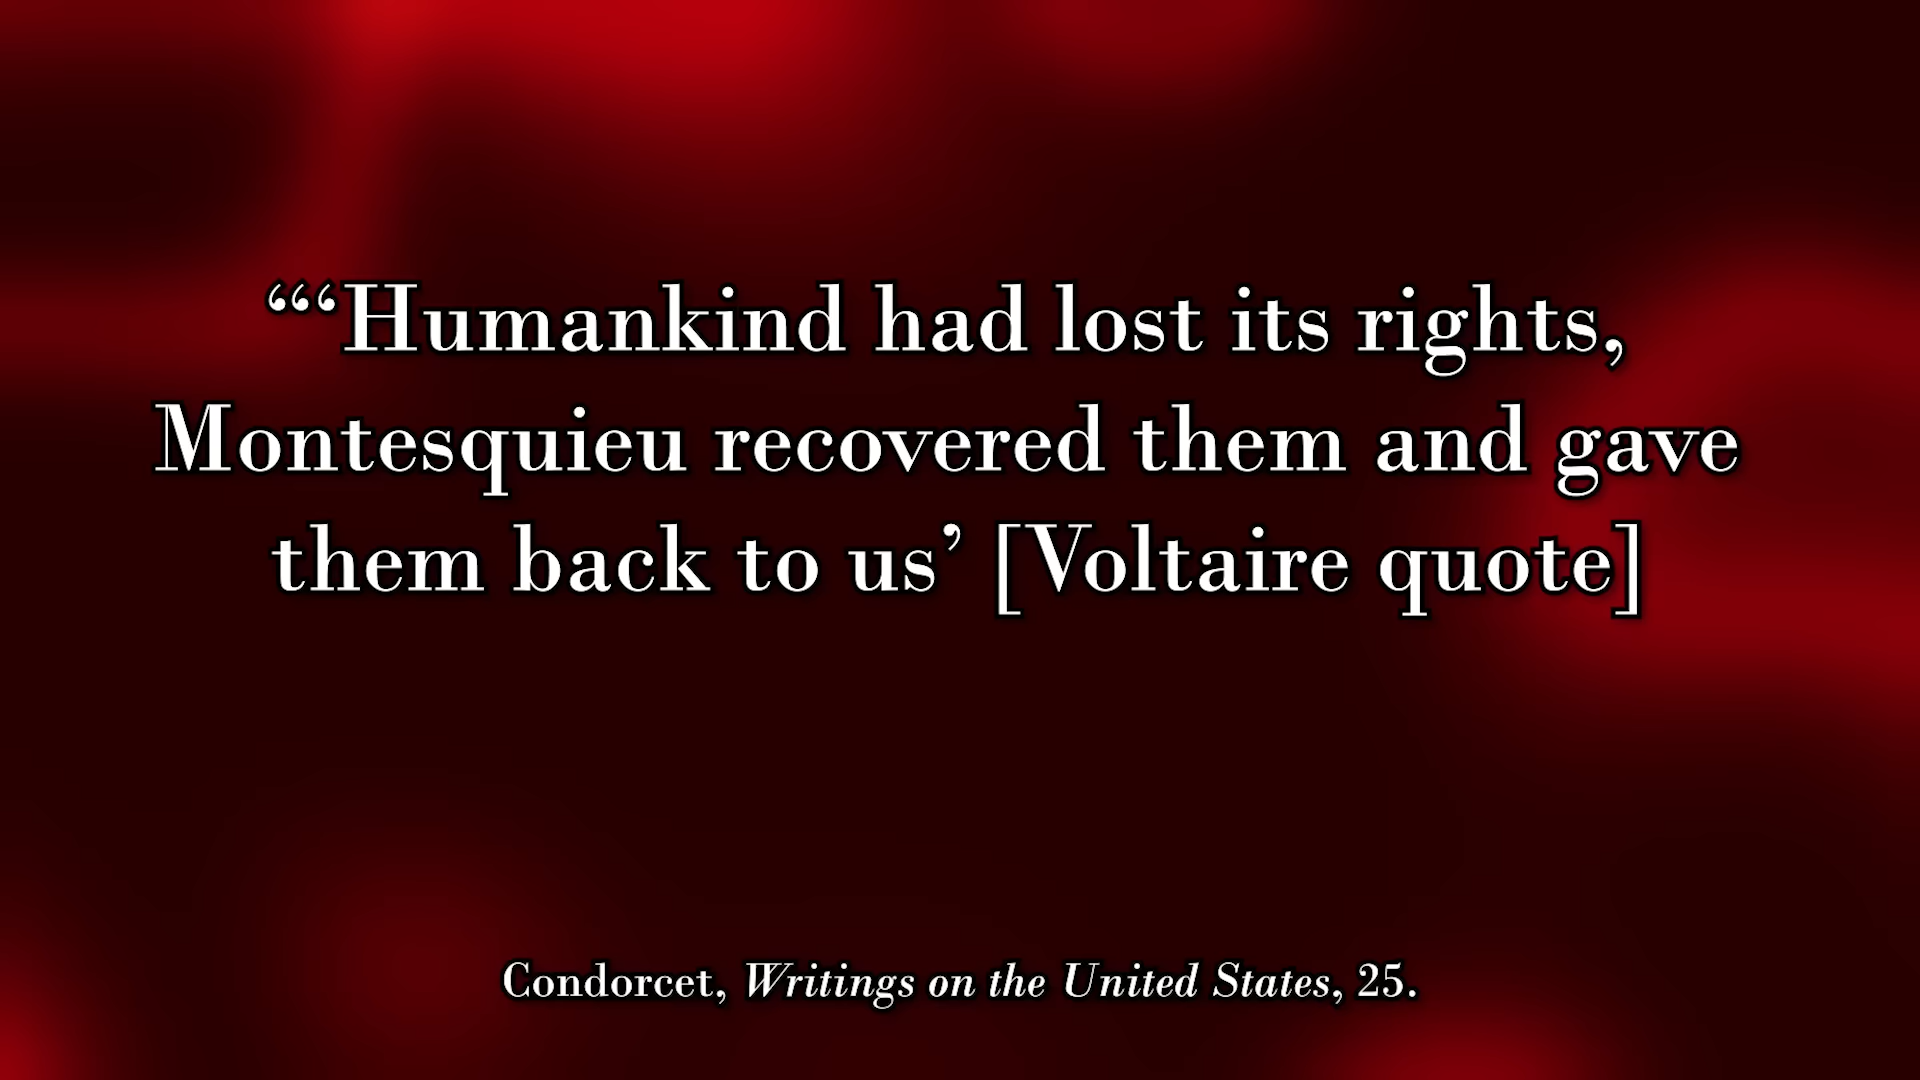 “‘Humankind had lost its rights,
Montesquieu recovered them and gave
them back to us’ [Voltaire quote]
Condorcet, Writings on the United States, 25.